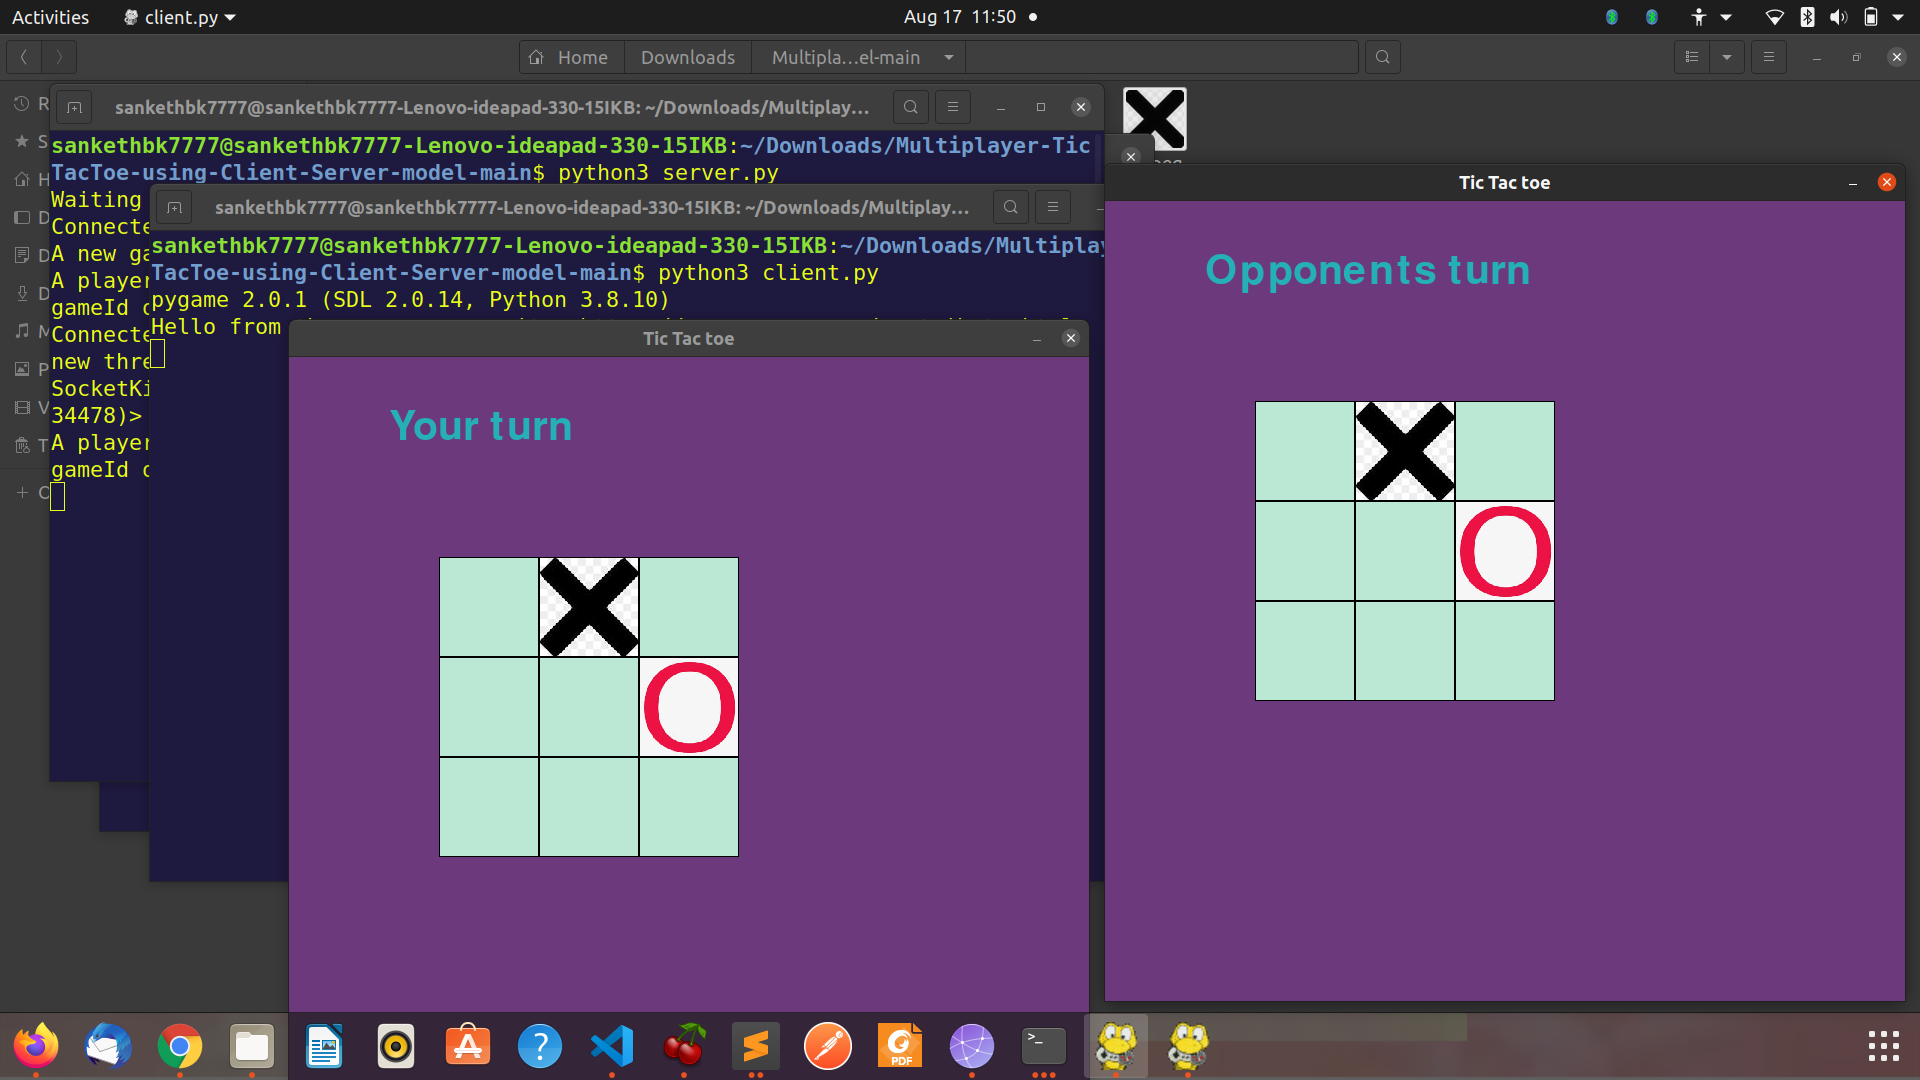 Activities client.py Aug 17 11:50
Home Downloads Multipla...el-main
sankethbk7777@sankethbk7777-Lenovo-ideapad-330-15IKB: ~/Downloads/Multiplay...
sankethbk7777@sankethbk7777-Lenovo-ideapad-330-15IKB:~/Downloads/Multiplayer-Tic
TacToe-using-Client-Server-model-main$ python3 server.py
Waiting
Connecte
A new ga
A player
gameId
Connecte
new thre
SocketKi
34478)>
A player
gameId
sankethbk7777@sankethbk7777-Lenovo-ideapad-330-15IKB: ~/Downloads/Multiplay...
sankethbk7777@sankethbk7777-Lenovo-ideapad-330-15IKB:~/Downloads/Multiplay
TacToe-using-Client-Server-model-main$ python3 client.py
pygame 2.0.1 (SDL 2.0.14, Python 3.8.10)
Hello from
Tic Tac toe
Your turn
X
O
Tic Tac toe
Opponents turn
X
O
PDF